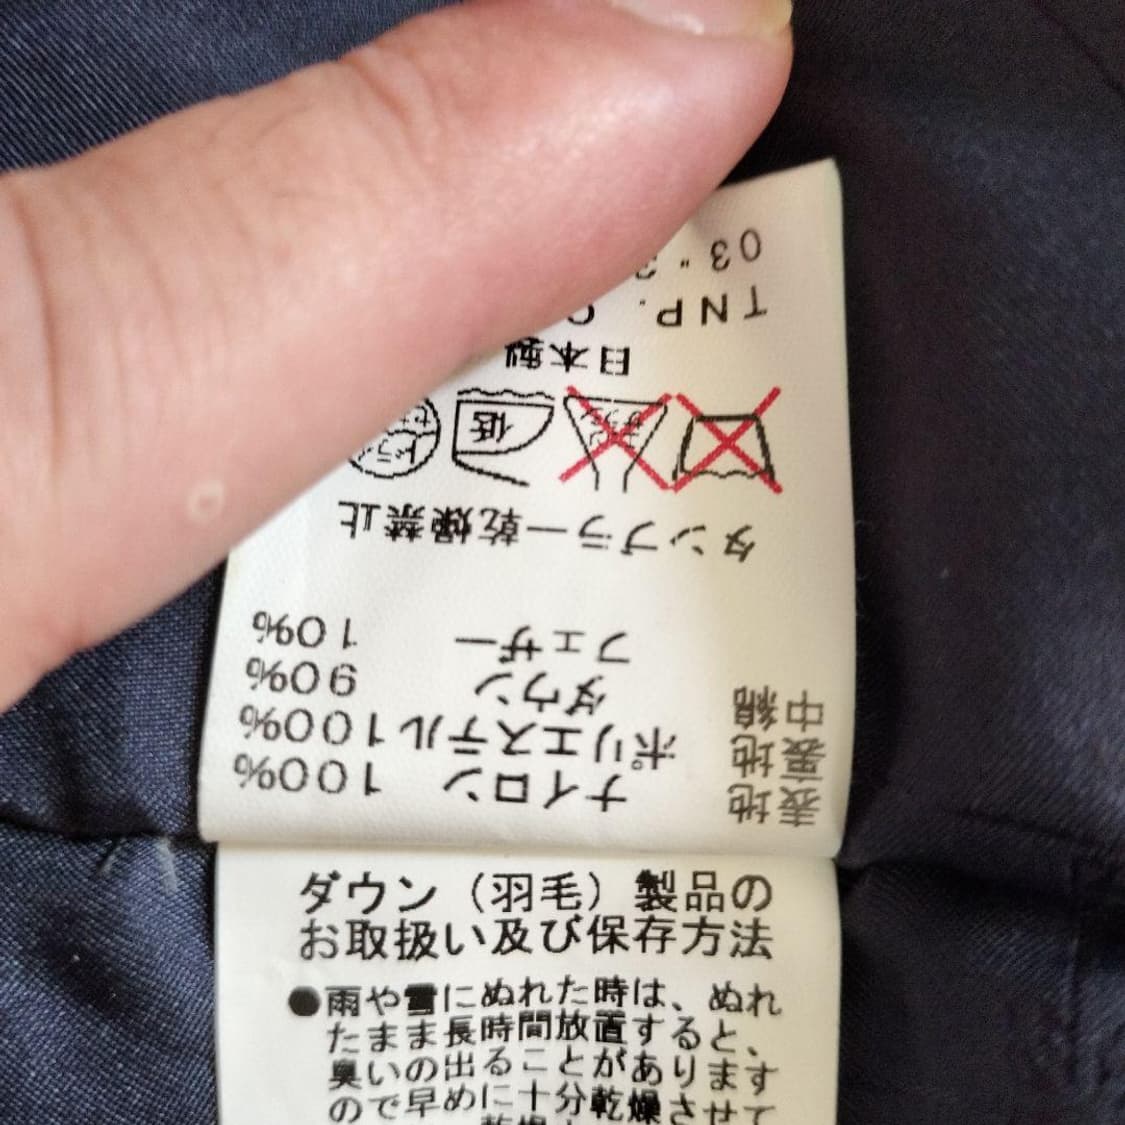 表地 ナイロン 100%
裏地 ポリエステル 100%
中綿 ダウン 90%
フェザー 10%
タンブラー乾燥禁止
低
日本製
TNP.
03.
ダウン（羽毛）製品の
お取扱い及び保存方法
●雨や雪にぬれた時は、ぬれ
たまま長時間放置すると、
臭いの出ることがあります
ので早めに十分乾燥させて